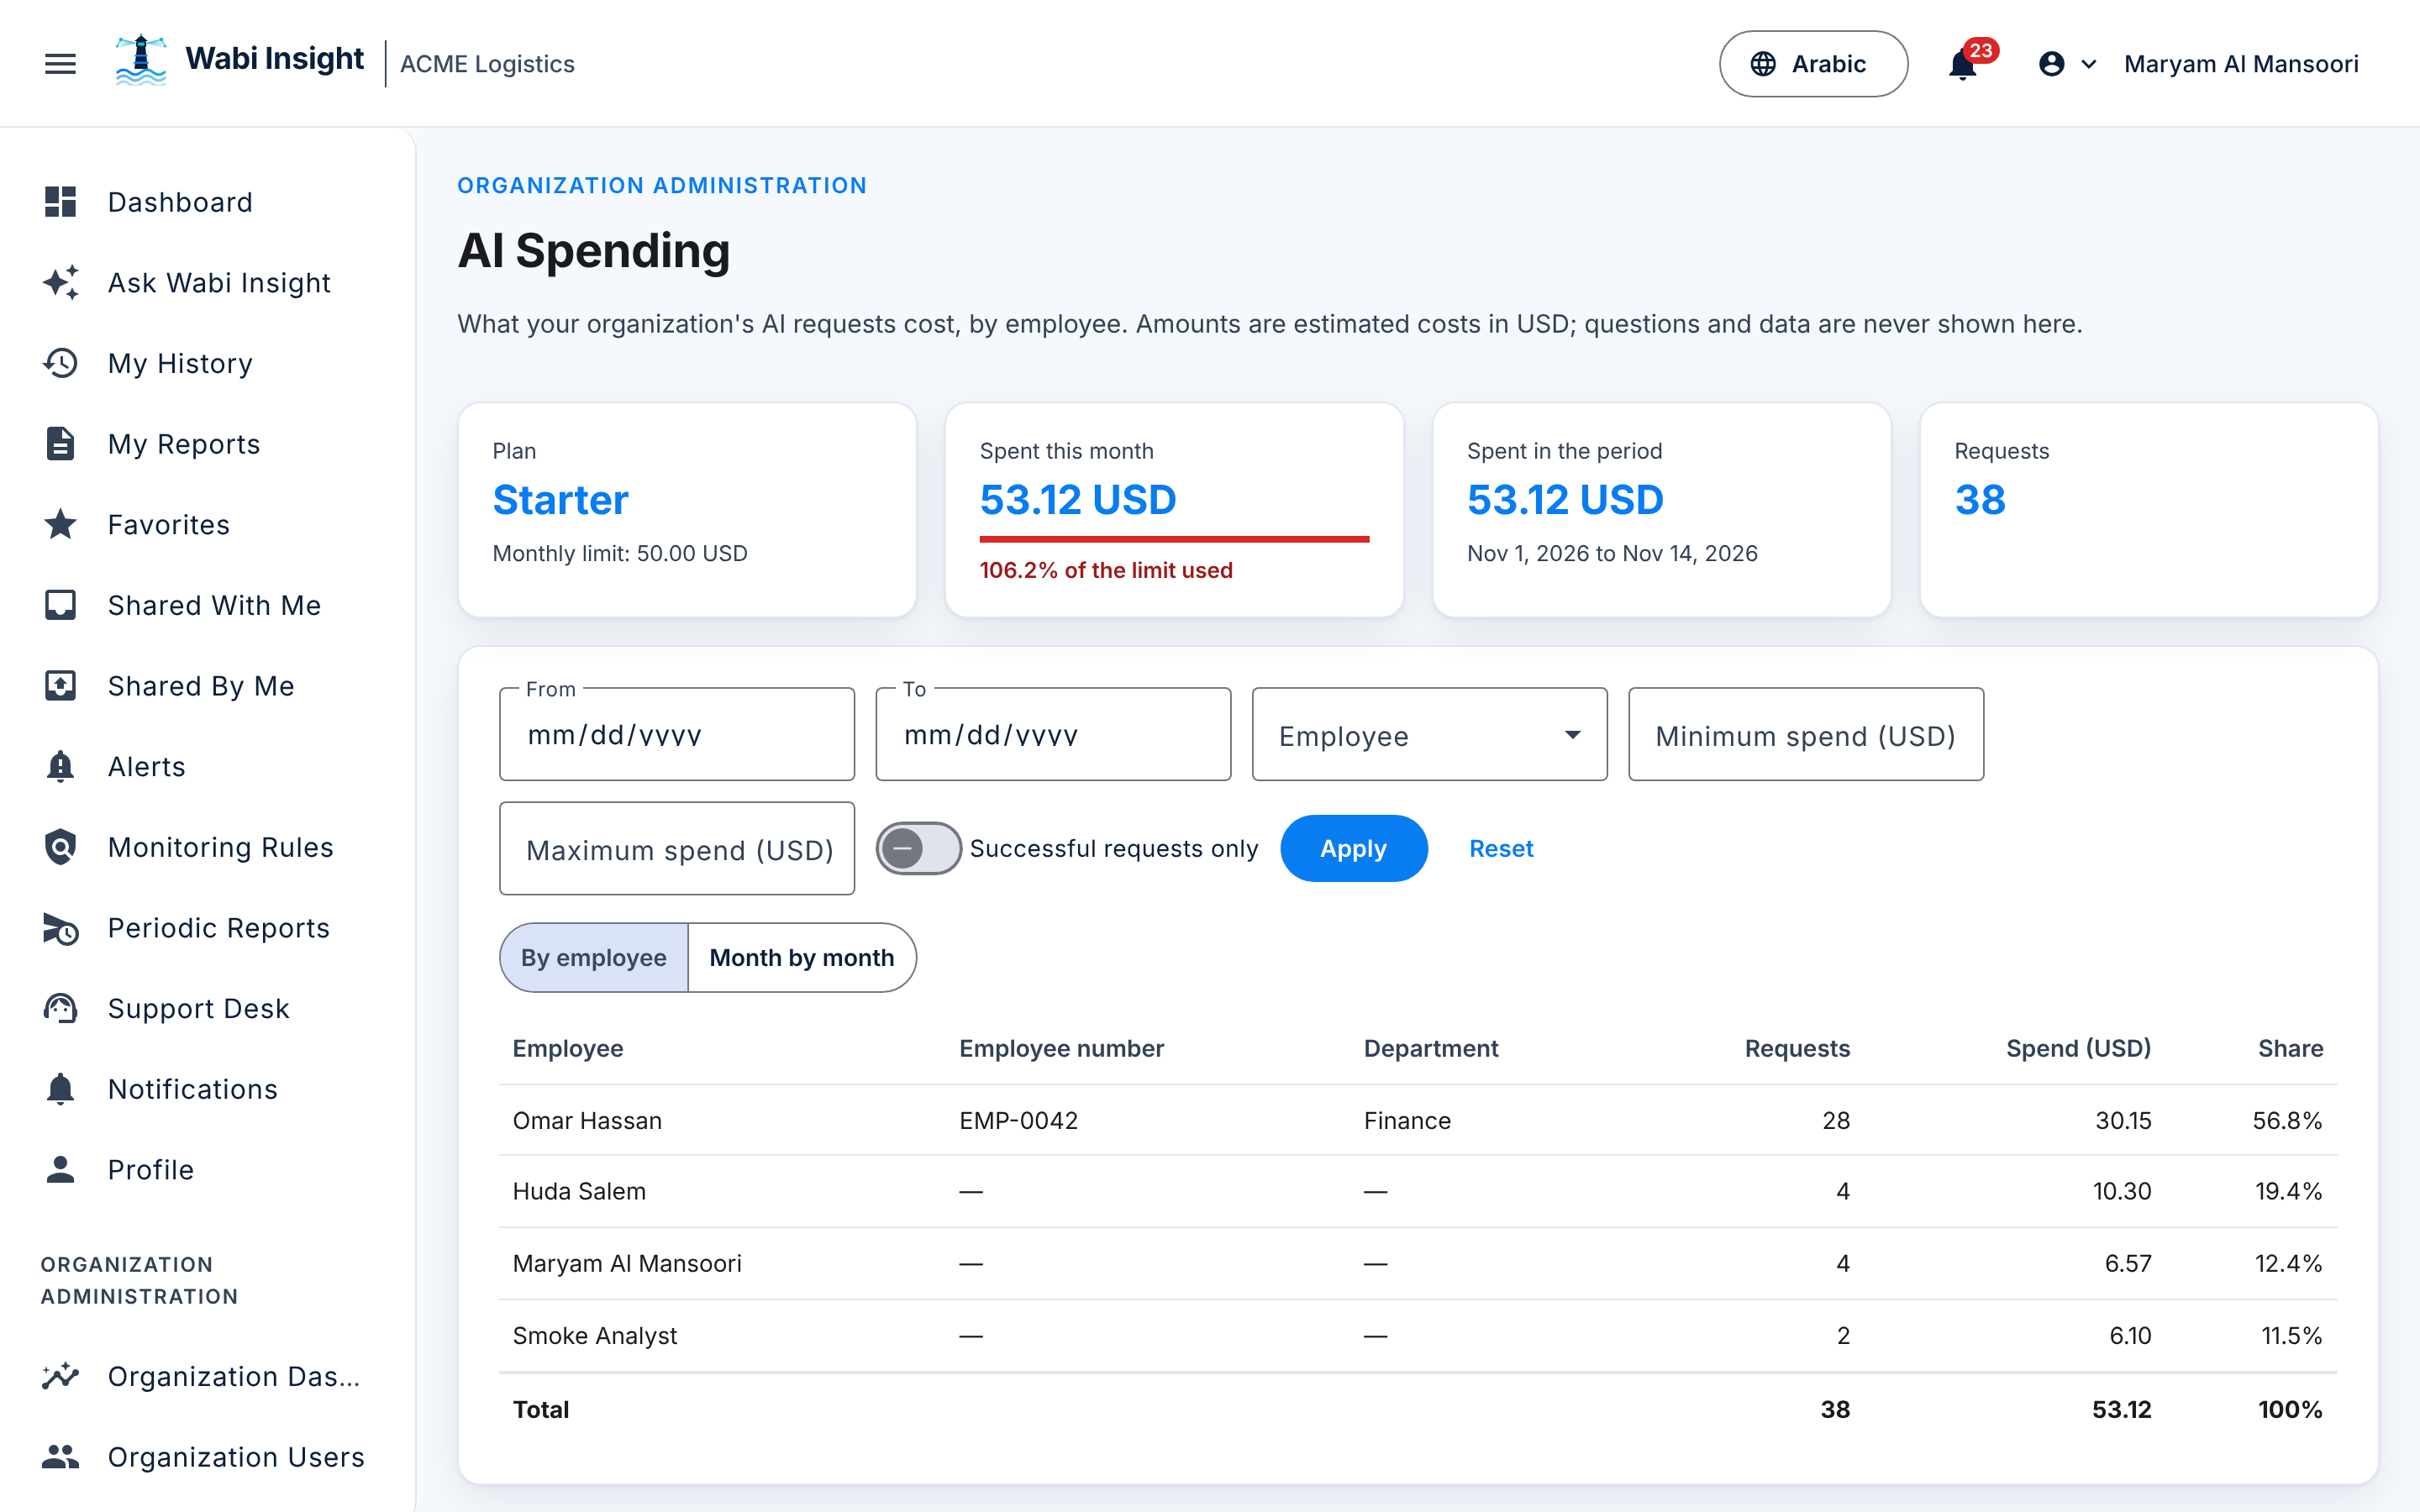 Wabi Insight
ACME Logistics
Arabic
23
Maryam Al Mansoori
Dashboard
Ask Wabi Insight
My History
My Reports
Favorites
Shared With Me
Shared By Me
Alerts
Monitoring Rules
Periodic Reports
Support Desk
Notifications
Profile
ORGANIZATION
ADMINISTRATION
Organization Das...
Organization Users
ORGANIZATION ADMINISTRATION
AI Spending
What your organization's AI requests cost, by employee. Amounts are estimated costs in USD; questions and data are never shown here.
Plan
Starter
Monthly limit: 50.00 USD
Spent this month
53.12 USD
106.2% of the limit used
Spent in the period
53.12 USD
Nov 1, 2026 to Nov 14, 2026
Requests
38
From
mm/dd/yyyy
To
mm/dd/yyyy
Employee
Minimum spend (USD)
Maximum spend (USD)
Successful requests only
Apply
Reset
By employee
Month by month
Employee Employee number Department Requests Spend (USD) Share
Omar Hassan EMP-0042 Finance 28 30.15 56.8%
Huda Salem — — 4 10.30 19.4%
Maryam Al Mansoori — — 4 6.57 12.4%
Smoke Analyst — — 2 6.10 11.5%
Total 38 53.12 100%